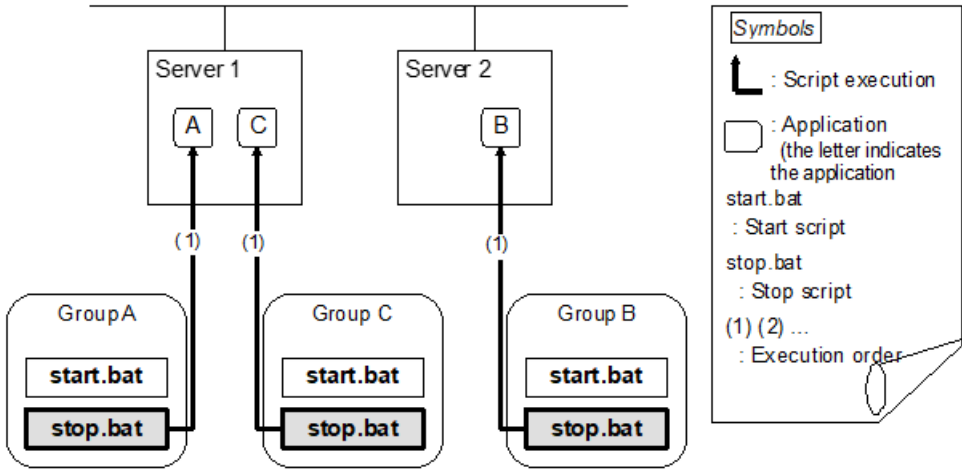 Server 1
A
C
Server 2
B
(1)
(1)
(1)
Group A
start.bat
stop.bat
Group C
start.bat
stop.bat
Group B
start.bat
stop.bat
Symbols
: Script execution
: Application
(the letter indicates
the application
start.bat
: Start script
stop.bat
: Stop script
(1) (2) ...
: Execution order